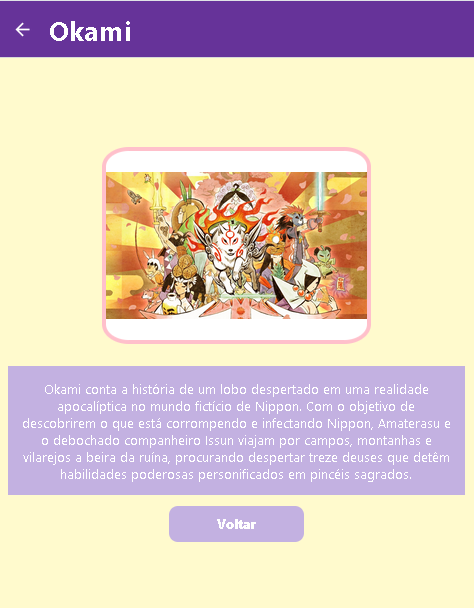 Okami
Okami conta a história de um lobo despertado em uma realidade
apocalíptica no mundo fictício de Nippon. Com o objetivo de
descobrirem o que está corrompendo e infectando Nippon, Amaterasu e
o debochado companheiro Issun viajam por campos, montanhas e
vilarejos a beira da ruína, procurando despertar treze deuses que detêm
habilidades poderosas personificados em pincéis sagrados.
Voltar